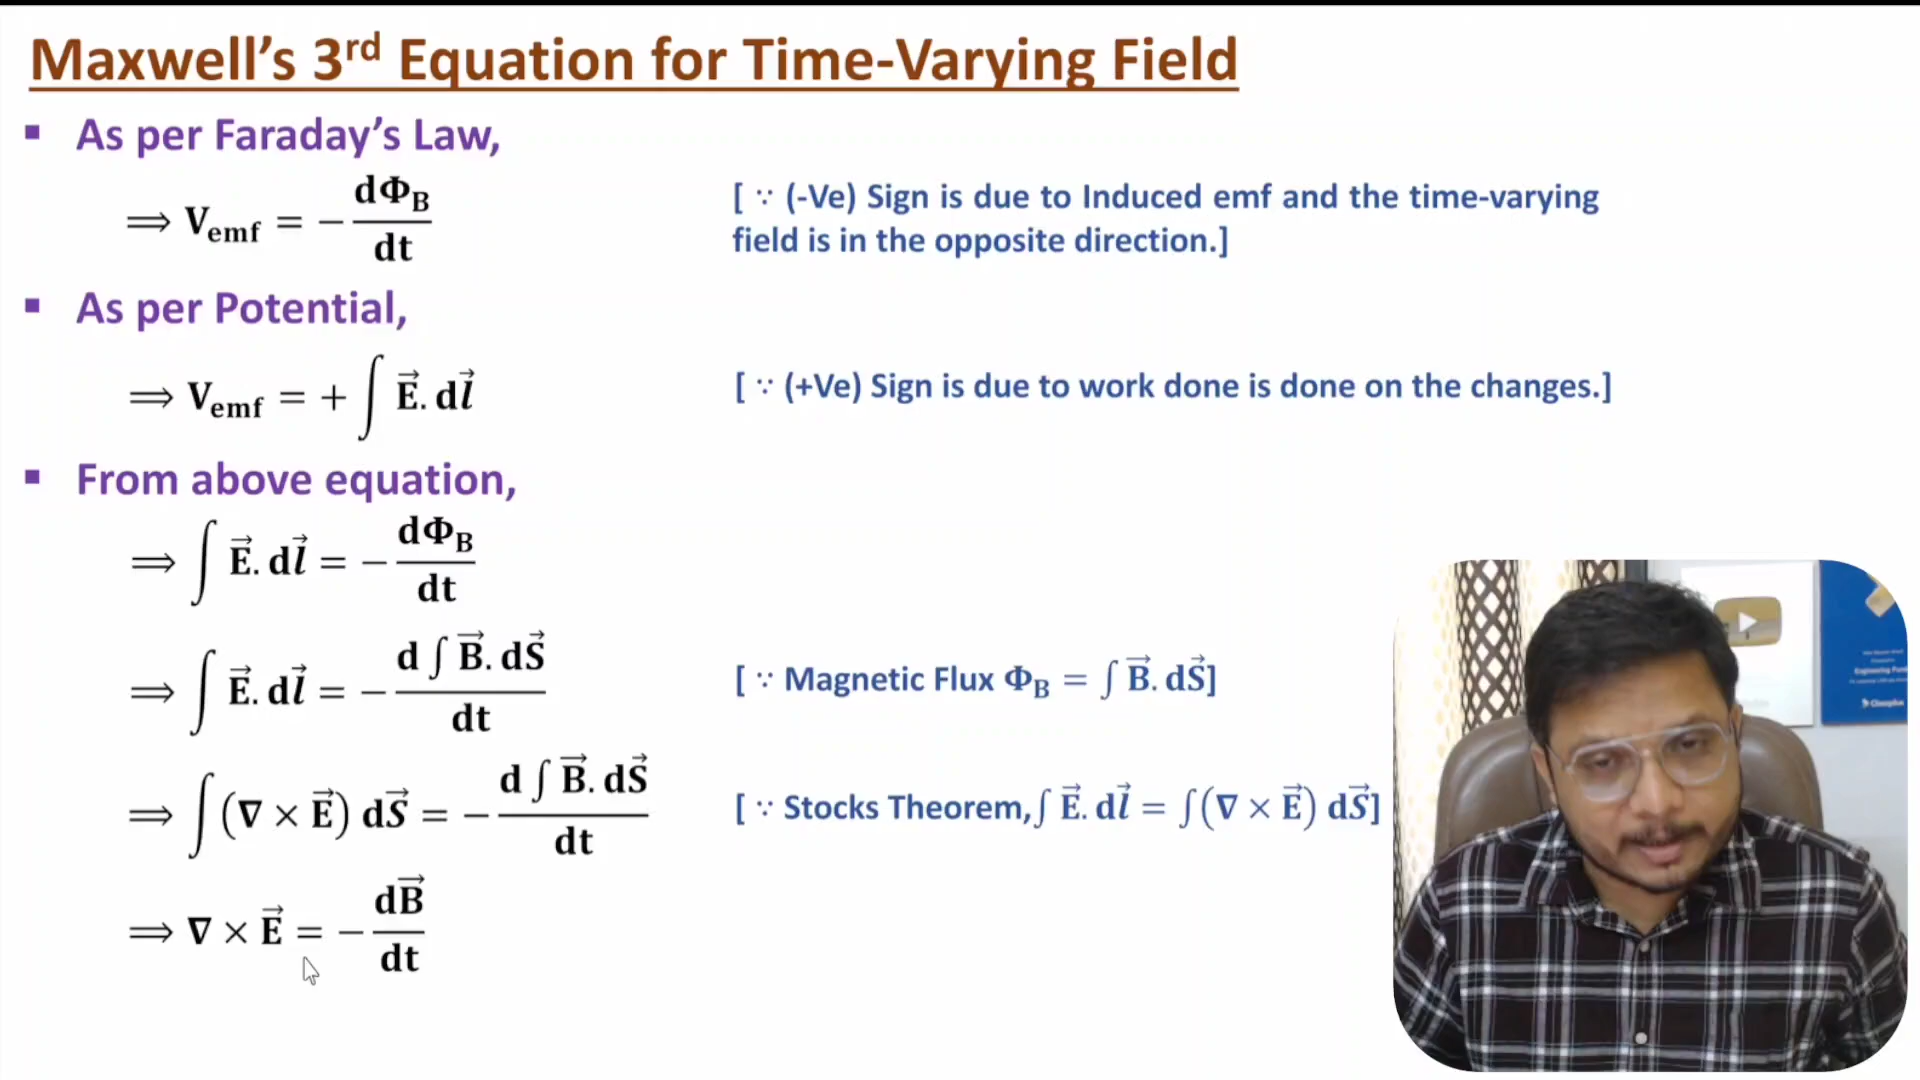 Maxwell's 3rd Equation for Time-Varying Field
▪ As per Faraday's Law,
⟹ V_emf = − dΦ_B / dt
[ ∵ (-Ve) Sign is due to Induced emf and the time-varying
field is in the opposite direction.]
▪ As per Potential,
⟹ V_emf = + ∫ E⃗. dl⃗
[ ∵ (+Ve) Sign is due to work done is done on the changes.]
▪ From above equation,
⟹ ∫ E⃗. dl⃗ = − dΦ_B / dt
⟹ ∫ E⃗. dl⃗ = − d ∫ B⃗. dS⃗ / dt
[ ∵ Magnetic Flux Φ_B = ∫ B⃗. dS⃗]
⟹ ∫ (∇ × E⃗) dS⃗ = − d ∫ B⃗. dS⃗ / dt
[ ∵ Stocks Theorem, ∫ E⃗. dl⃗ = ∫(∇ × E⃗) dS⃗]
⟹ ∇ × E⃗ = − dB⃗ / dt